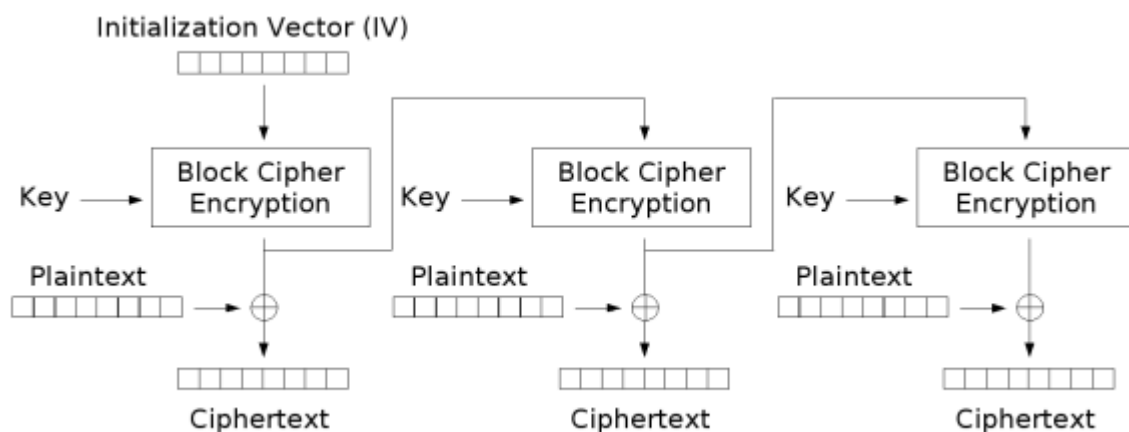 Initialization Vector (IV)
Block Cipher
Encryption
Block Cipher
Encryption
Block Cipher
Encryption
Key
Key
Key
Plaintext
Plaintext
Plaintext
Ciphertext
Ciphertext
Ciphertext